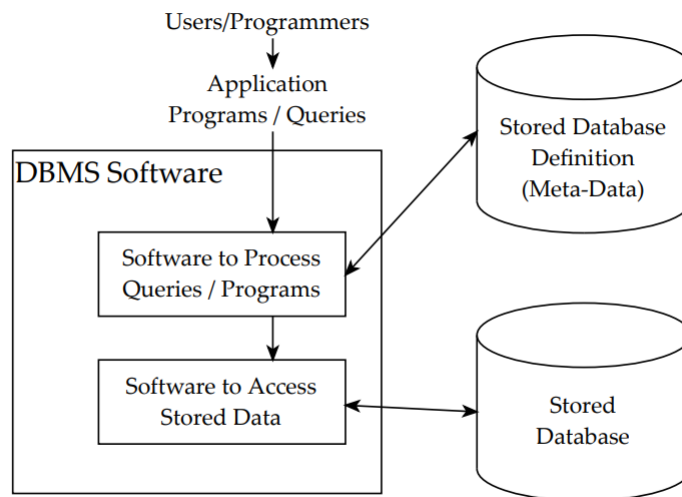 Users/Programmers
Application
Programs / Queries
DBMS Software
Software to Process
Queries / Programs
Software to Access
Stored Data
Stored Database
Definition
(Meta-Data)
Stored
Database